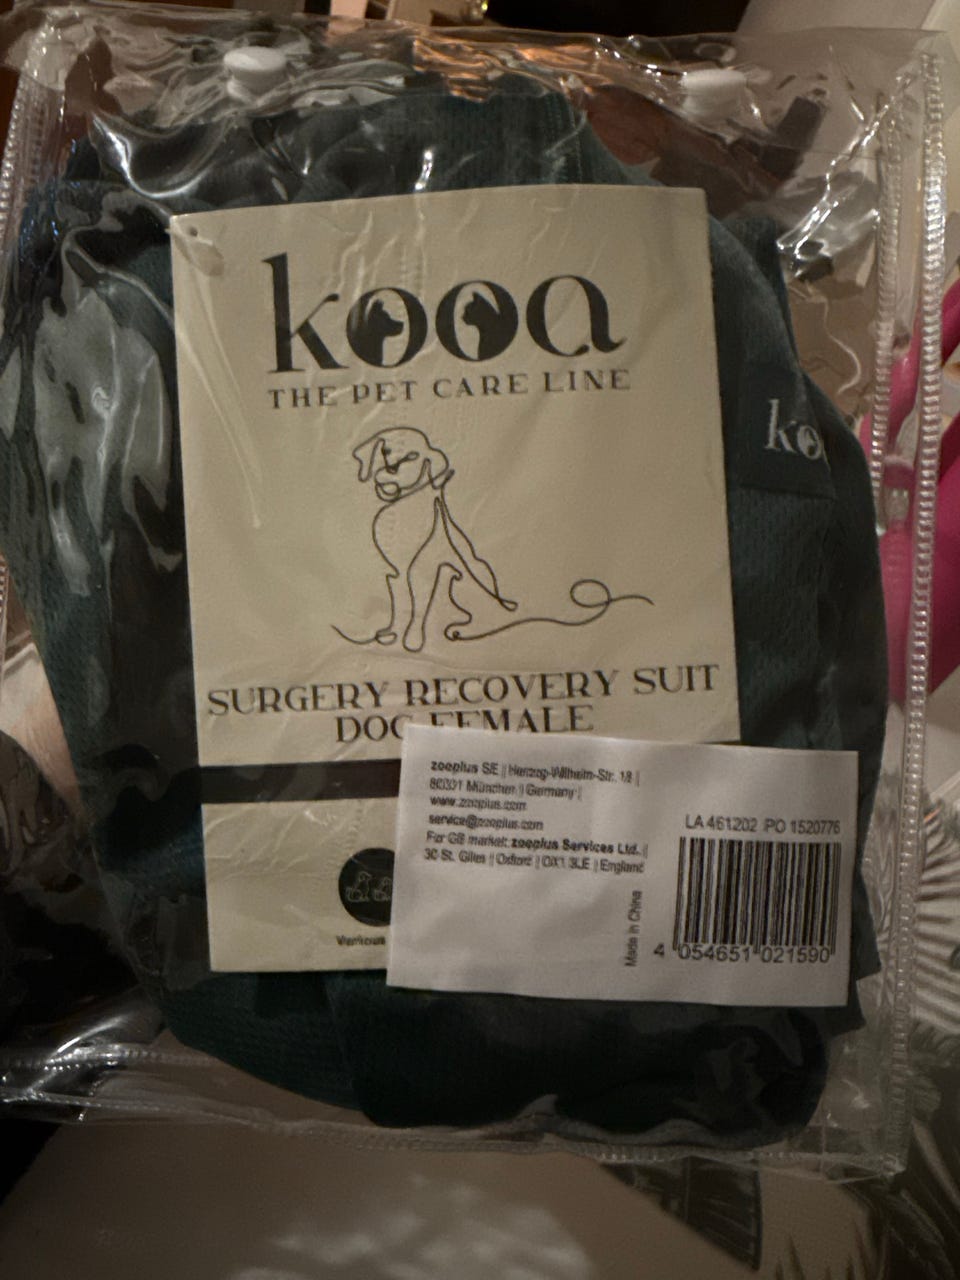 kooa
THE PET CARE LINE
ko
SURGERY RECOVERY SUIT
DOG FEMALE
zooplus SE || Herzog-Wilhelm-Str. 18 |
80331 München || Germany |
www.zooplus.com
service@zooplus.com
For GB market: zooplus Services Ltd. |
30 St. Giles || Oxford || OX1 3LE || England
LA 461202 PO 1520776
Made in China
4 054651 021590